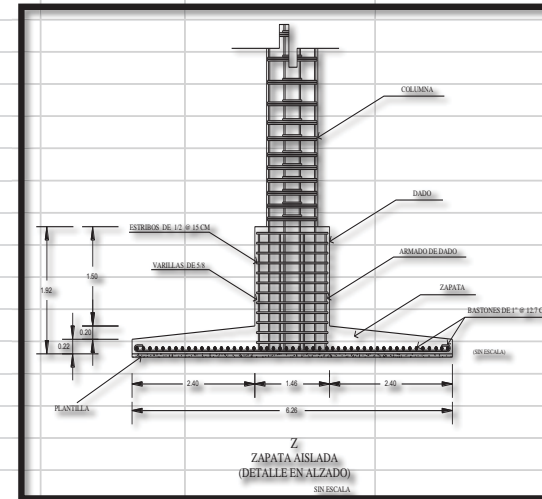 COLUMNA
DADO
ESTRIBOS DE 1/2 @ 15 CM
ARMADO DE DADO
VARILLAS DE 5/8
ZAPATA
BASTONES DE 1" @ 12.7 C
(SIN ESCALA)
1.92
1.50
0.20
0.22
PLANTILLA
2.40
1.46
2.40
6.26
Z
ZAPATA AISLADA
(DETALLE EN ALZADO)
SIN ESCALA